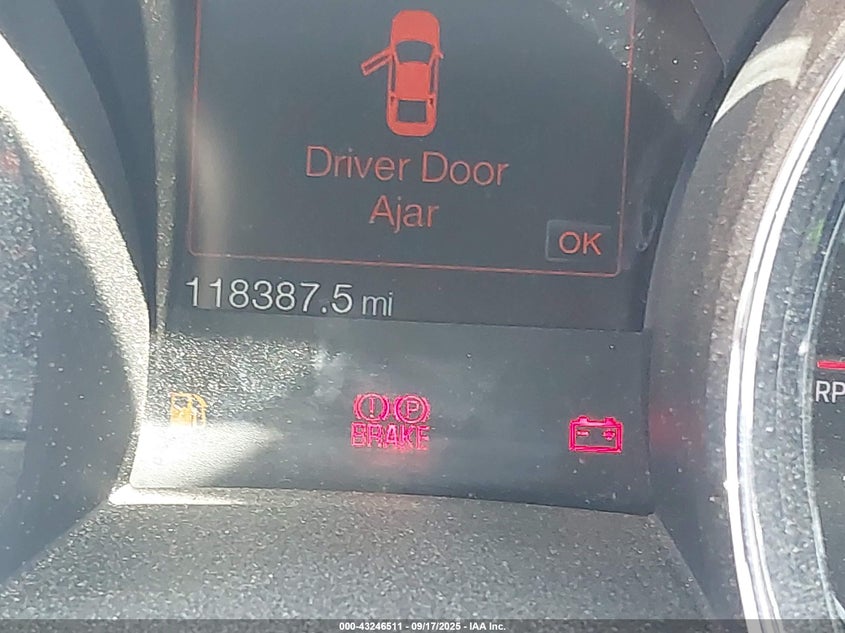 Driver Door
Ajar
OK
118387.5 mi
! P
BRAKE
RP
000-43246511 - 09/17/2025 - IAA Inc.